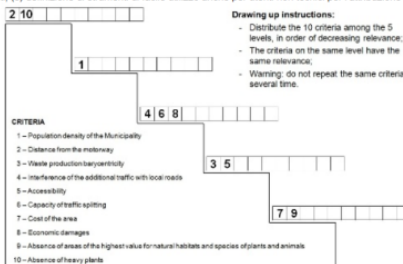 2 10
Drawing up instructions:
- Distribute the 10 criteria among the 5
levels, in order of decreasing relevance;
- The criteria on the same level have the
same relevance;
- Warning: do not repeat the same criteria
several time.
1
4 6 8
CRITERIA
1 – Population density of the Municipality
2 – Distance from the motorway
3 – Waste production barycentricity
3 5
4 – Interference of the additional traffic with local roads
5 – Accessibility
6 – Capacity of traffic splitting
7 – Cost of the area
7 9
8 – Economic damages
9 – Absence of areas of the highest value for natural habitats and species of plants and animals
10 – Absence of heavy plants